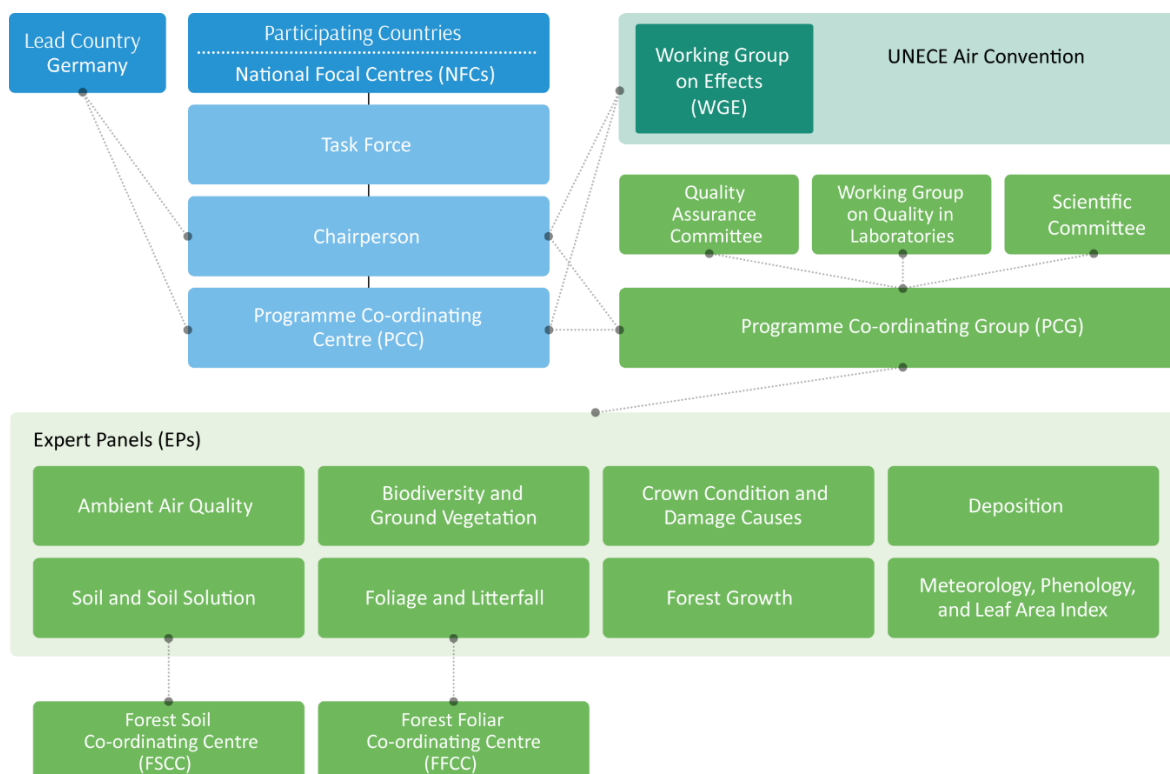 Lead Country
Germany
Participating Countries
National Focal Centres (NFCs)
Task Force
Chairperson
Programme Co-ordinating
Centre (PCC)
Working Group
on Effects
(WGE)
UNECE Air Convention
Quality
Assurance
Committee
Working Group
on Quality in
Laboratories
Scientific
Committee
Programme Co-ordinating Group (PCG)
Expert Panels (EPs)
Ambient Air Quality
Biodiversity and
Ground Vegetation
Crown Condition and
Damage Causes
Deposition
Soil and Soil Solution
Foliage and Litterfall
Forest Growth
Meteorology, Phenology,
and Leaf Area Index
Forest Soil
Co-ordinating Centre
(FSCC)
Forest Foliar
Co-ordinating Centre
(FFCC)